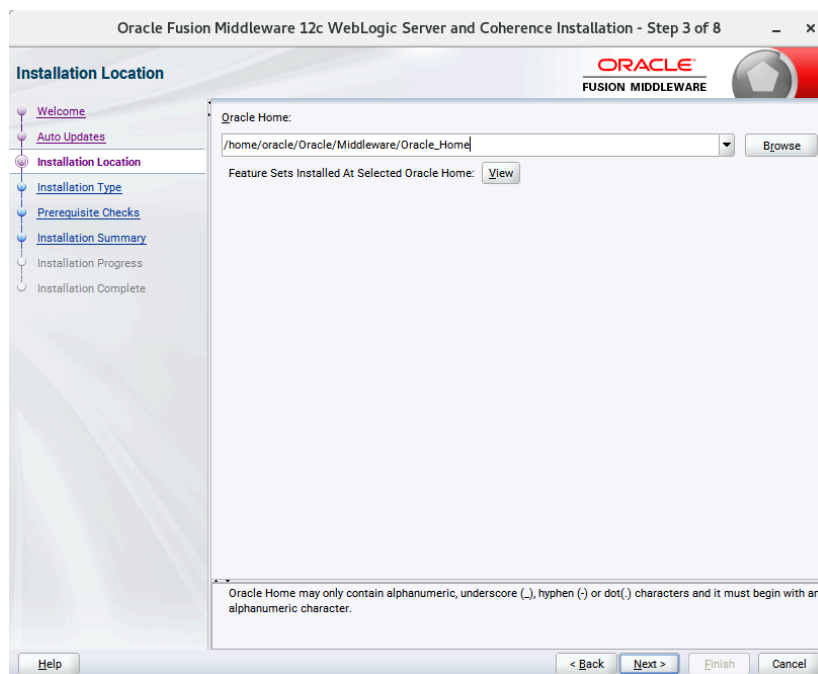 Oracle Fusion Middleware 12c WebLogic Server and Coherence Installation - Step 3 of 8
Installation Location
ORACLE
FUSION MIDDLEWARE
Welcome
Auto Updates
Installation Location
Installation Type
Prerequisite Checks
Installation Summary
Installation Progress
Installation Complete
Oracle Home:
/home/oracle/Oracle/Middleware/Oracle_Home
Browse
Feature Sets Installed At Selected Oracle Home: View
Oracle Home may only contain alphanumeric, underscore (_), hyphen (-) or dot(.) characters and it must begin with an
alphanumeric character.
Help
< Back
Next >
Finish
Cancel